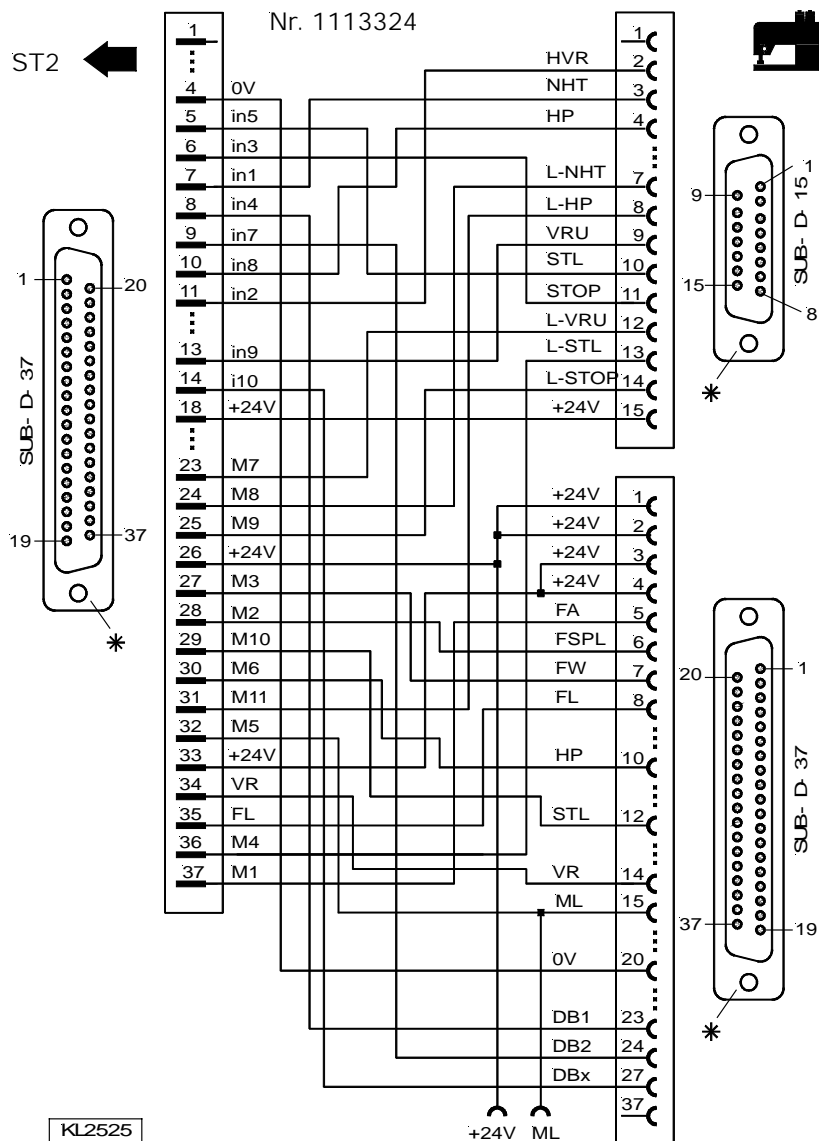 Nr. 1113324
ST2
1
4 0V
5 in5
6 in3
7 in1
8 in4
9 in7
10 in8
11 in2
13 in9
14 i10
18 +24V
23 M7
24 M8
25 M9
26 +24V
27 M3
28 M2
29 M10
30 M6
31 M11
32 M5
33 +24V
34 VR
35 FL
36 M4
37 M1
1
HVR 2
NHT 3
HP 4
L-NHT 7
L-HP 8
VRU 9
STL 10
STOP 11
L-VRU 12
L-STL 13
L-STOP 14
+24V 15
+24V 1
+24V 2
+24V 3
+24V 4
FA 5
FSPL 6
FW 7
FL 8
HP 10
STL 12
VR 14
ML 15
0V 20
DB1 23
DB2 24
DBx 27
37
+24V ML
1 20
SUB-D-37
19 37
*
9 1
SUB-D-15
15 8
*
20 1
SUB-D-37
37 19
*
KL2525